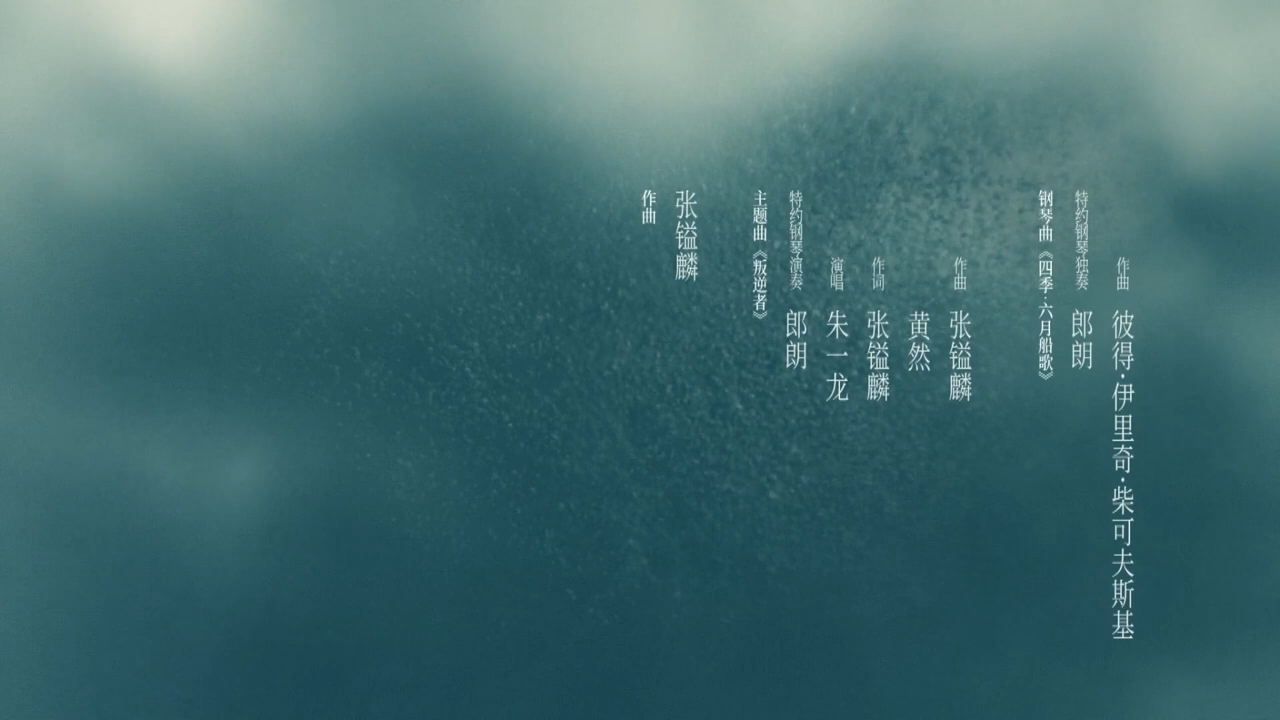 作曲
张镒麟
主题曲《叛逆者》
特约钢琴演奏
郎朗
演唱
朱一龙
作词
张镒麟
黄然
作曲
张镒麟
钢琴曲《四季·六月船歌》
特约钢琴独奏
郎朗
作曲
彼得·伊里奇·柴可夫斯基